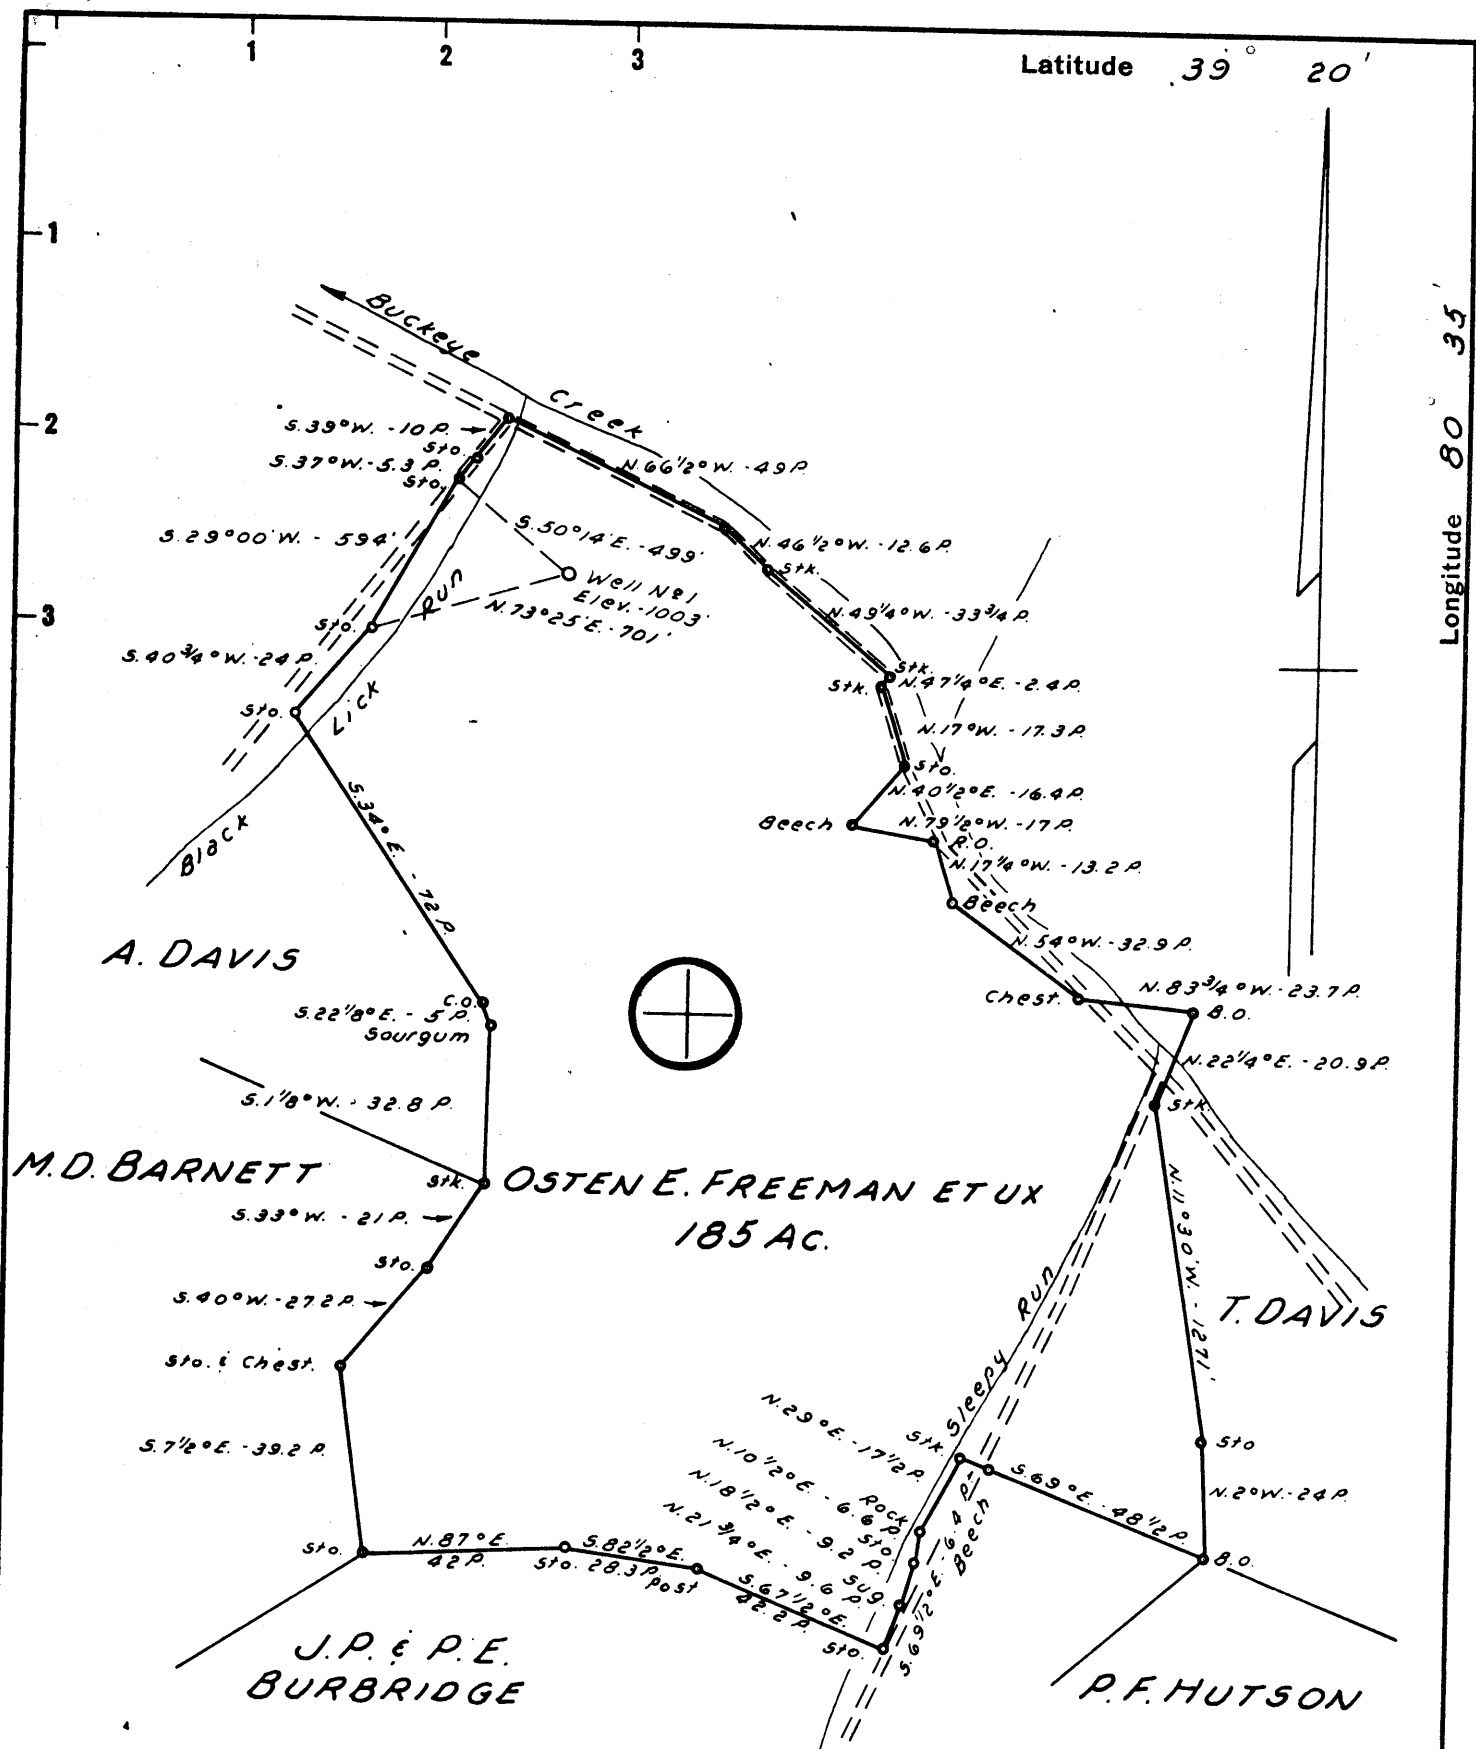 1
2
3
Latitude 39° 20'
1
2
3
Longitude 80° 35'
Buckeye Creek
S.39°W. -10 P.
Sto.
S.37°W.-5.3 P.
Sto.
N.66½°W. -49 P.
S.29°00'W. - 594'
S.50°14'E. -499'
N.46½°W. -12.6 P.
Stk.
Well No 1
Elev. -1003'
N.73°25'E.-701'
N.49¼°W. -33¾ P.
Sto.
S.40¾°W.-24 P.
Sto.
Black Lick Run
Stk.
Stk.
N.47¼°E. -2.4 P.
N.17°W. -17.3 P.
Sto.
N.40½°E. -16.4 P.
Beech
N.79½°W. -17 P.
R.O.
N.17¼°W. -13.2 P.
Beech
S.34°E. - 72 P.
N.54°W. -32.9 P.
A. DAVIS
Chest.
N.83¾°W.-23.7 P.
B.O.
C.O.
S.22⅛°E. - 5 P.
Sourgum
N.22¼°E. -20.9 P.
Stk.
S.1⅛°W. - 32.8 P.
M.D. BARNETT
Stk.
OSTEN E. FREEMAN ET UX
185 AC.
S.33°W. -21 P.
Sto.
S.40°W.-27.2 P.
N.11°30'W. -1271'
T. DAVIS
Sto. & Chest.
Sleepy Run
S.7½°E. -39.2 P.
N.29°E. -17½ P.
Stk.
Sto
N.10½°E. - 6.6 P.
Rock
S.69°E. -48½ P.
N.2°W.-24 P.
N.18½°E. - 9.2 P.
Sto.
N.21¾°E. - 9.6 P.
Sug.
S.69½°E.-6.4 P.
Beech
B.O.
Sto.
N.87°E.
42 P.
S.82½°E.
Sto. 28.3 P.
Post
S.67½°E.
42.2 P.
Sto.
J.P. & P.E.
BURBRIDGE
P.F. HUTSON